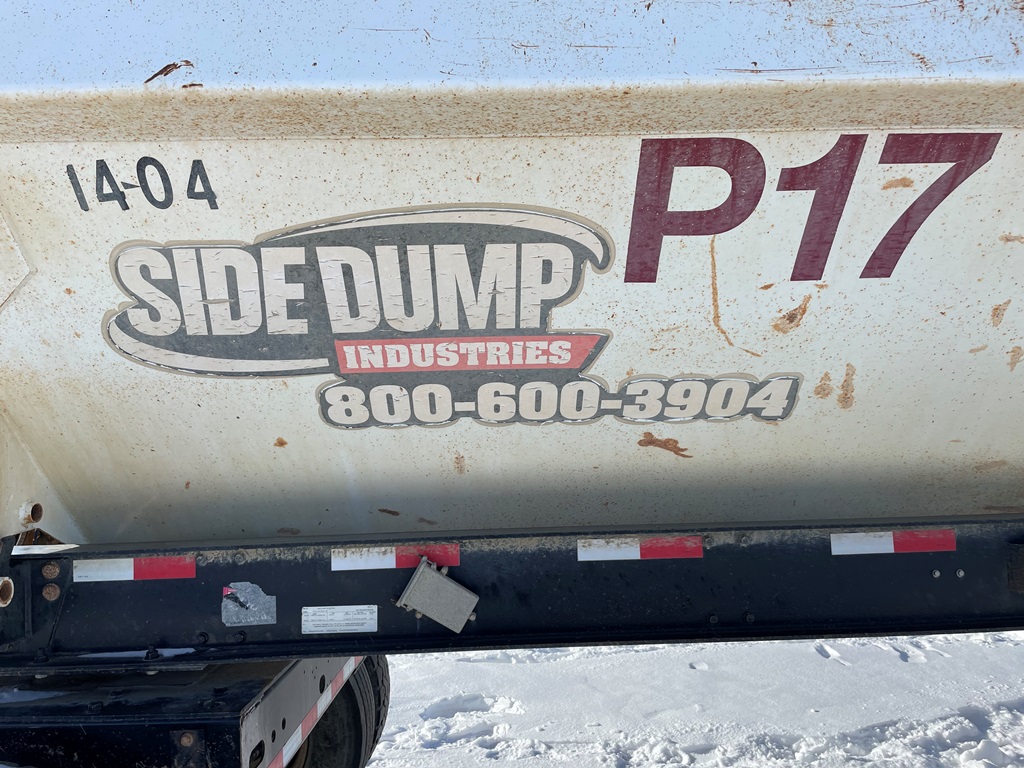 14-04
P17
SIDE DUMP
INDUSTRIES
800-600-3904